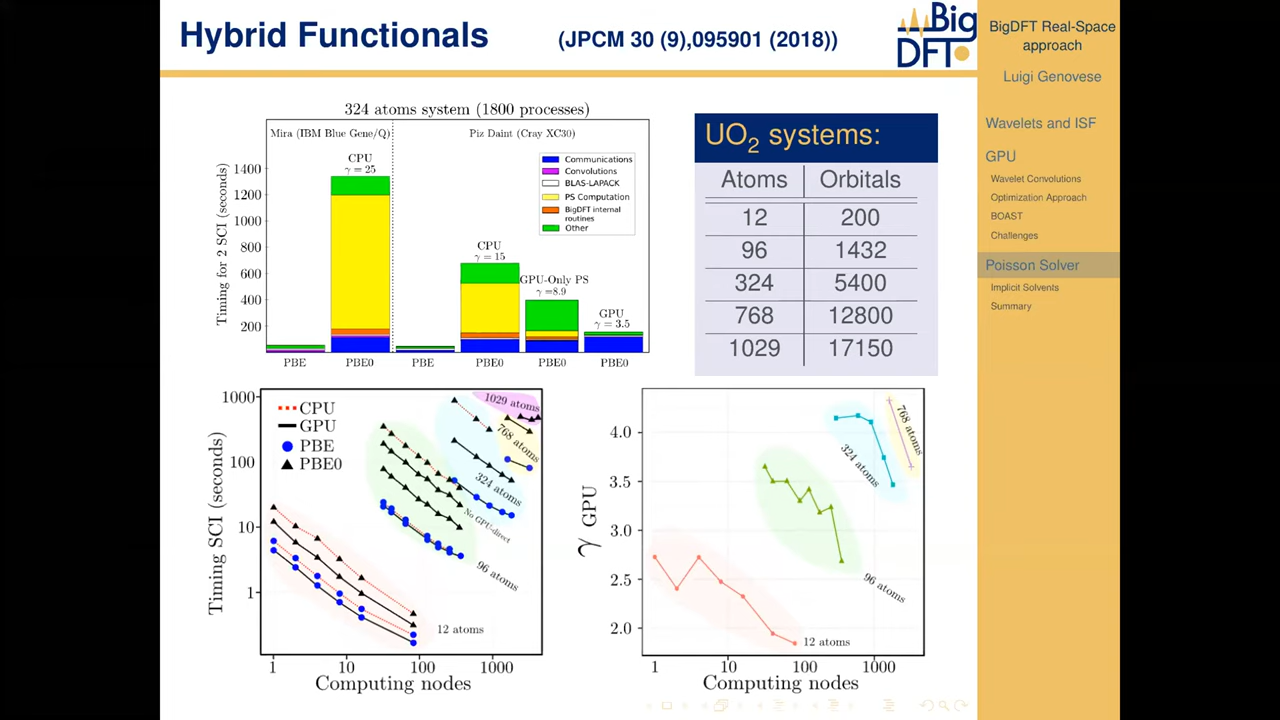 Hybrid Functionals
(JPCM 30 (9),095901 (2018))
Big
DFT
324 atoms system (1800 processes)
Mira (IBM Blue Gene/Q)
Piz Daint (Cray XC30)
Timing for 2 SCI (seconds)
1400
1200
1000
800
600
400
200
CPU
γ = 25
CPU
γ = 15
GPU-Only PS
γ =8.9
GPU
γ = 3.5
Communications
Convolutions
BLAS-LAPACK
PS Computation
BigDFT internal
routines
Other
PBE
PBE0
PBE
PBE0
PBE0
PBE0
UO2 systems:
Atoms Orbitals
12 200
96 1432
324 5400
768 12800
1029 17150
Timing SCI (seconds)
1000
100
10
1
CPU
GPU
PBE
PBE0
1029 atoms
768 atoms
324 atoms
No GPU-direct
96 atoms
12 atoms
1 10 100 1000
Computing nodes
γ GPU
4.0
3.5
3.0
2.5
2.0
768 atoms
324 atoms
96 atoms
12 atoms
1 10 1000
Computing nodes
BigDFT Real-Space
approach
Luigi Genovese
Wavelets and ISF
GPU
Wavelet Convolutions
Optimization Approach
BOAST
Challenges
Poisson Solver
Implicit Solvents
Summary